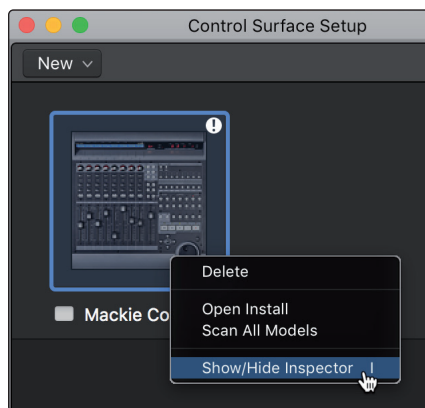 Control Surface Setup
New
!
Mackie Co
Delete
Open Install
Scan All Models
Show/Hide Inspector I